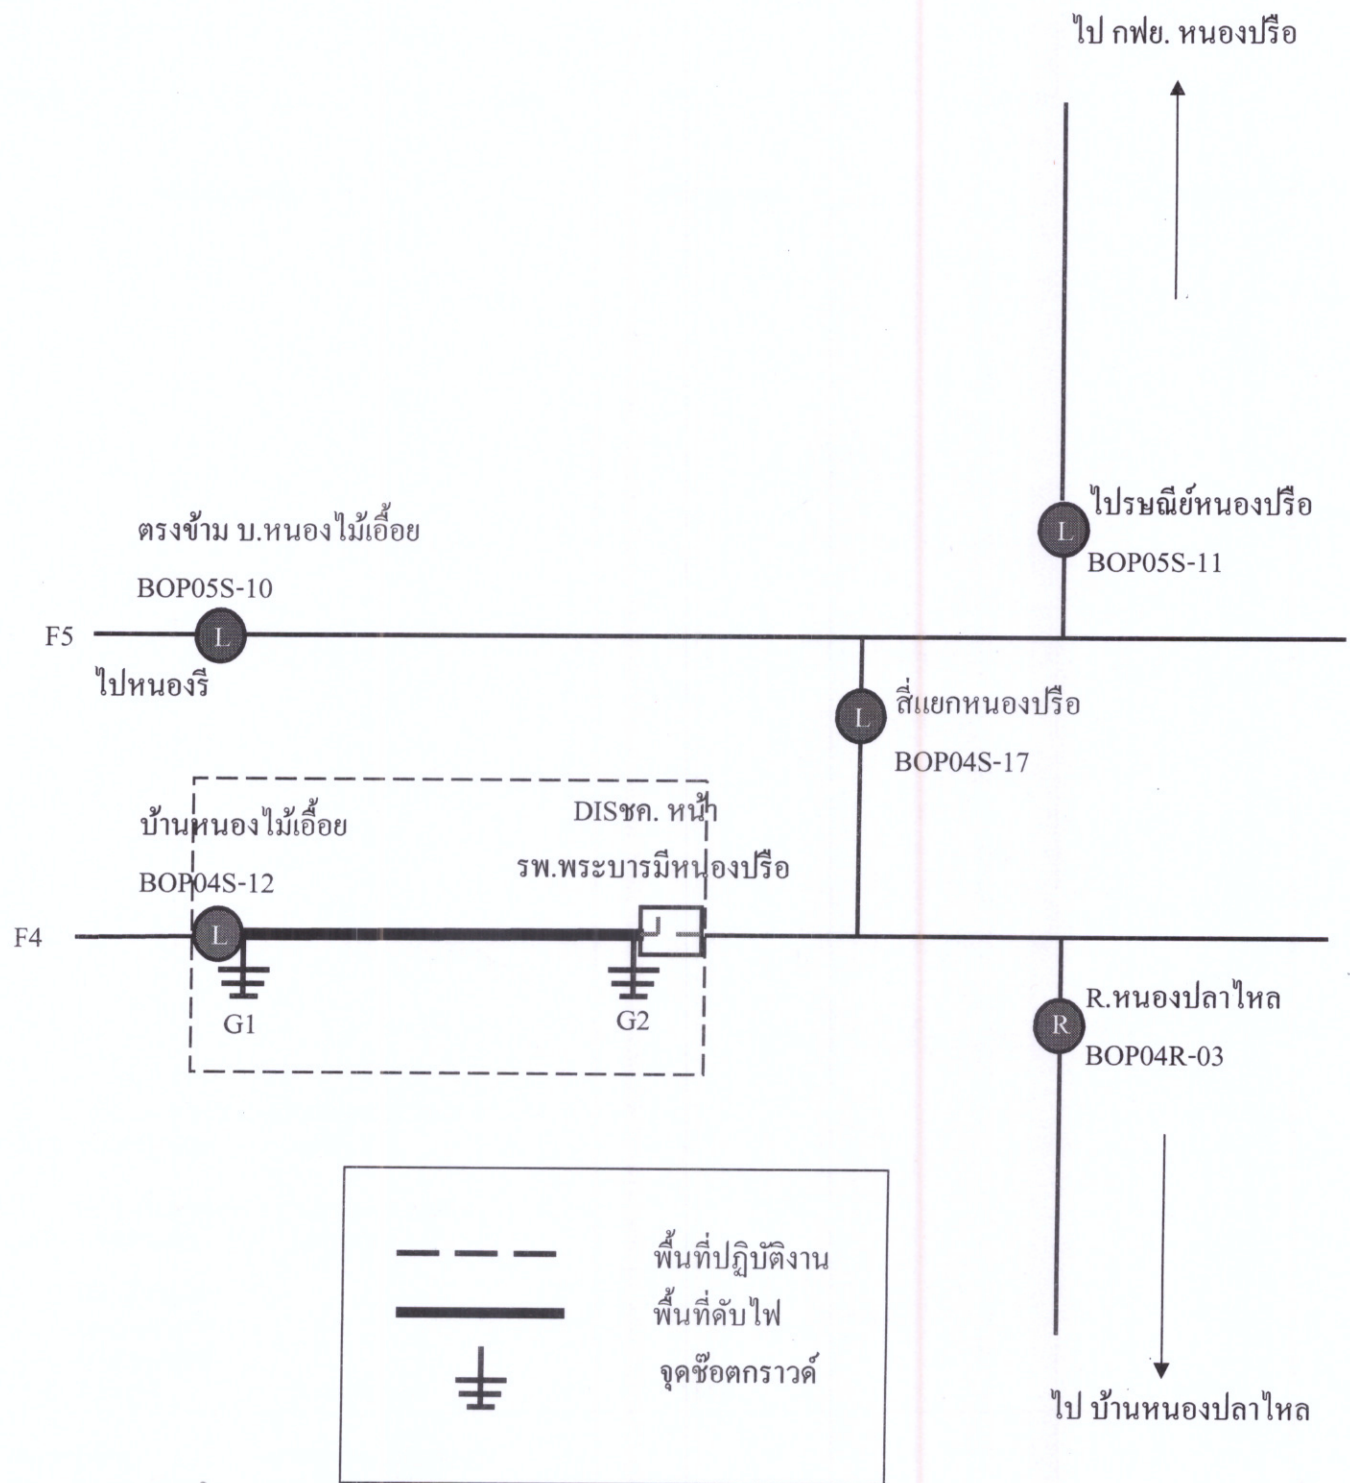 ไป กฟย. หนองปรือ
ไปรษณีย์หนองปรือ
L
BOP05S-11
ตรงข้าม บ.หนองไม้เอื้อย
BOP05S-10
F5
L
ไปหนองรี
สี่แยกหนองปรือ
L
BOP04S-17
DISชค. หน้า
บ้านหนองไม้เอื้อย
รพ.พระบารมีหนองปรือ
BOP04S-12
F4
L
G1
G2
R.หนองปลาไหล
R
BOP04R-03
พื้นที่ปฏิบัติงาน
พื้นที่ดับไฟ
จุดช๊อตกราวด์
ไป บ้านหนองปลาไหล